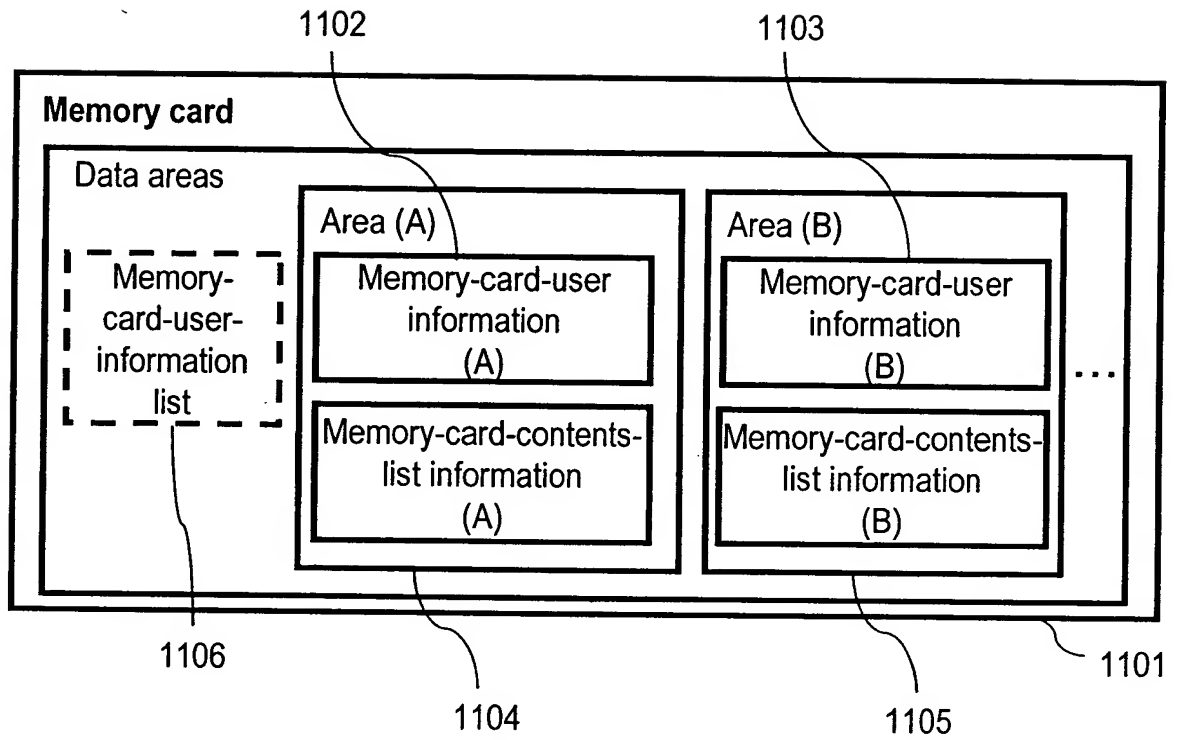 1102
1103
Memory card
Data areas
Memory-
card-user-
information
list
Area (A)
Memory-card-user
information
(A)
Memory-card-contents-
list information
(A)
Area (B)
Memory-card-user
information
(B)
Memory-card-contents-
list information
(B)
...
1106
1104
1105
1101